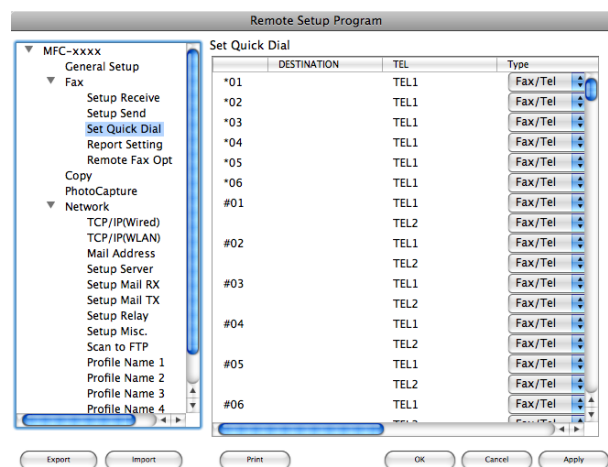 Remote Setup Program
MFC-xxxx
General Setup
Fax
Setup Receive
Setup Send
Set Quick Dial
Report Setting
Remote Fax Opt
Copy
PhotoCapture
Network
TCP/IP(Wired)
TCP/IP(WLAN)
Mail Address
Setup Server
Setup Mail RX
Setup Mail TX
Setup Relay
Setup Misc.
Scan to FTP
Profile Name 1
Profile Name 2
Profile Name 3
Profile Name 4
Set Quick Dial
DESTINATION TEL Type
*01 TEL1 Fax/Tel
*02 TEL1 Fax/Tel
*03 TEL1 Fax/Tel
*04 TEL1 Fax/Tel
*05 TEL1 Fax/Tel
*06 TEL1 Fax/Tel
#01 TEL1 Fax/Tel
TEL2 Fax/Tel
#02 TEL1 Fax/Tel
TEL2 Fax/Tel
#03 TEL1 Fax/Tel
TEL2 Fax/Tel
#04 TEL1 Fax/Tel
TEL2 Fax/Tel
#05 TEL1 Fax/Tel
TEL2 Fax/Tel
#06 TEL1 Fax/Tel
Export Import Print OK Cancel Apply